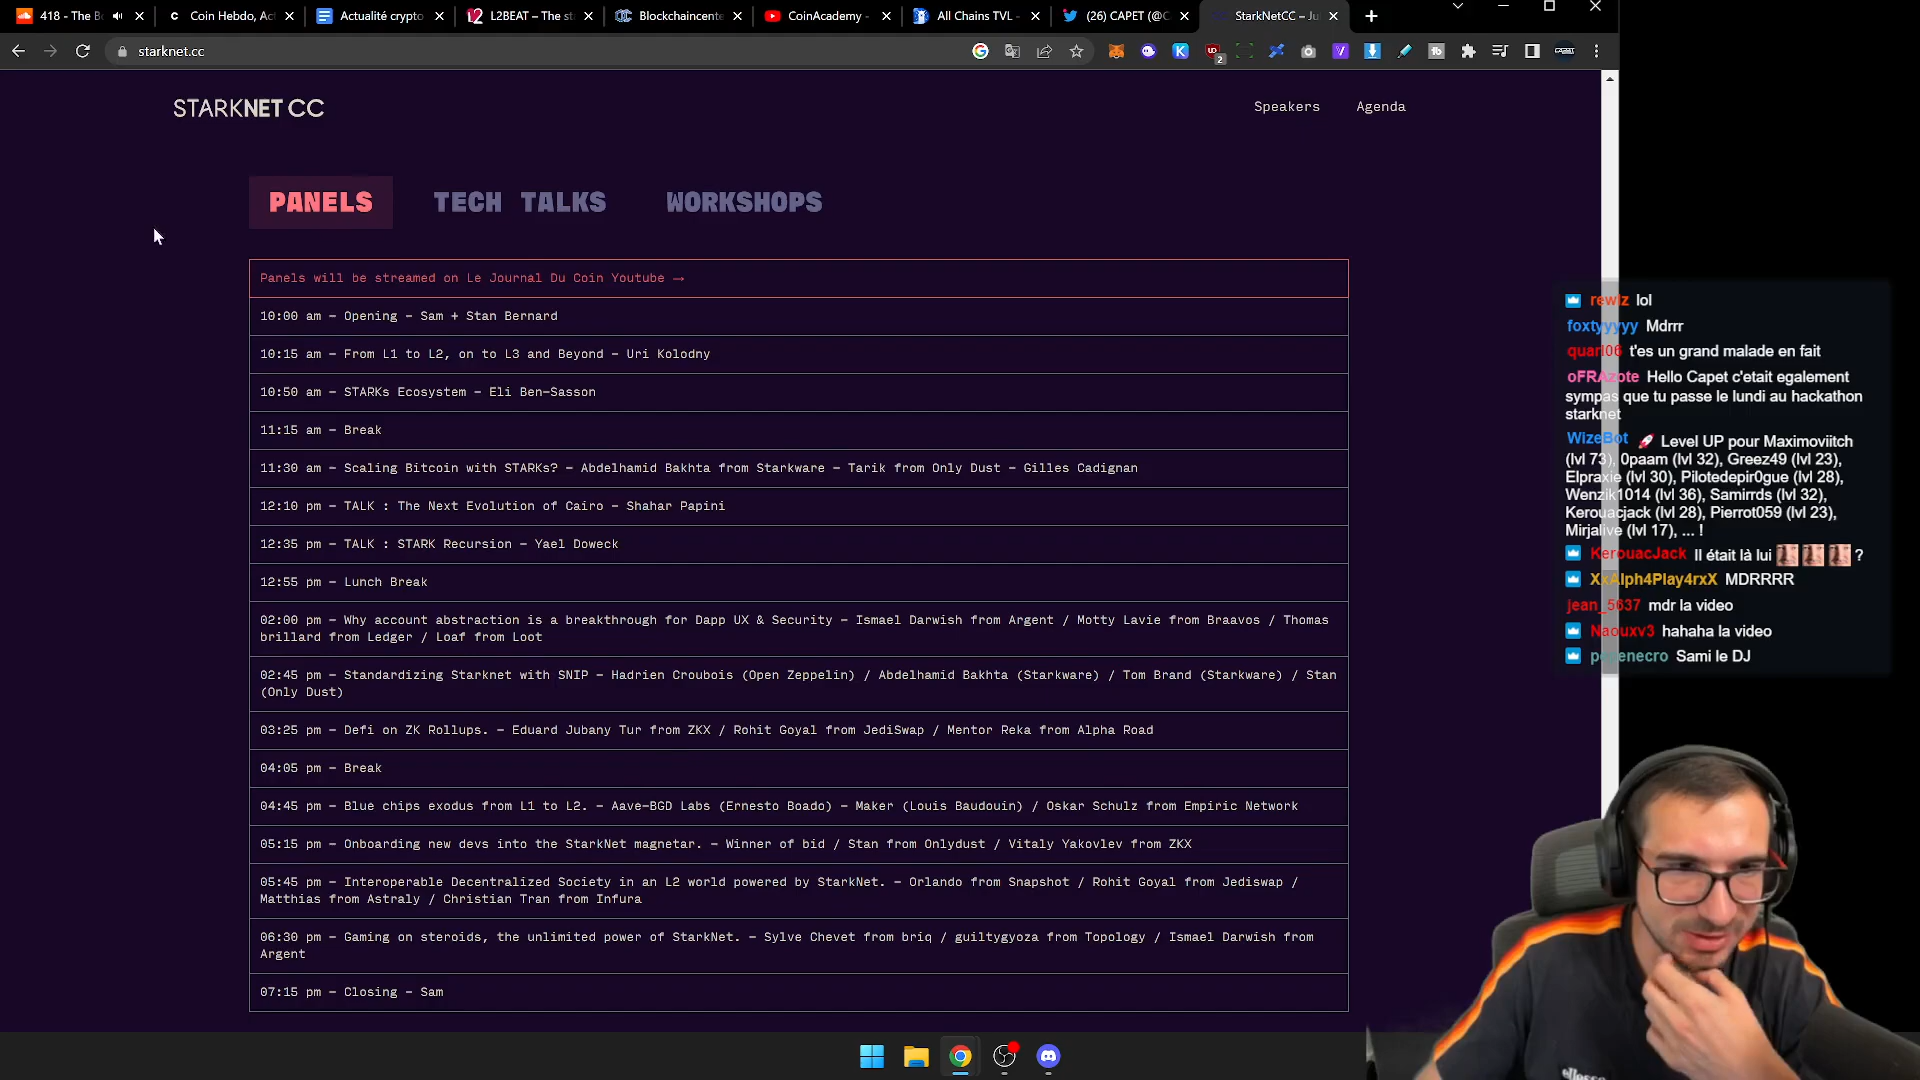 418 - The B
Coin Hebdo, Ac
Actualité crypto
L2BEAT – The s
Blockchaincente
CoinAcademy -
All Chains TVL -
(26) CAPET (@C
StarkNetCC – Ju
starknet.cc
2
STARKNET CC
Speakers
Agenda
PANELS
TECH TALKS
WORKSHOPS
Panels will be streamed on Le Journal Du Coin Youtube →
10:00 am – Opening – Sam + Stan Bernard
10:15 am – From L1 to L2, on to L3 and Beyond – Uri Kolodny
10:50 am – STARKs Ecosystem – Eli Ben-Sasson
11:15 am – Break
11:30 am – Scaling Bitcoin with STARKs? – Abdelhamid Bakhta from Starkware – Tarik from Only Dust – Gilles Cadignan
12:10 pm – TALK : The Next Evolution of Cairo – Shahar Papini
12:35 pm – TALK : STARK Recursion – Yael Doweck
12:55 pm – Lunch Break
02:00 pm – Why account abstraction is a breakthrough for Dapp UX & Security – Ismael Darwish from Argent / Motty Lavie from Braavos / Thomas
brillard from Ledger / Loaf from Loot
02:45 pm – Standardizing Starknet with SNIP – Hadrien Croubois (Open Zeppelin) / Abdelhamid Bakhta (Starkware) / Tom Brand (Starkware) / Stan
(Only Dust)
03:25 pm – Defi on ZK Rollups. – Eduard Jubany Tur from ZKX / Rohit Goyal from JediSwap / Mentor Reka from Alpha Road
04:05 pm – Break
04:45 pm – Blue chips exodus from L1 to L2. – Aave-BGD Labs (Ernesto Boado) – Maker (Louis Baudouin) / Oskar Schulz from Empiric Network
05:15 pm – Onboarding new devs into the StarkNet magnetar. – Winner of bid / Stan from Onlydust / Vitaly Yakovlev from ZKX
05:45 pm – Interoperable Decentralized Society in an L2 world powered by StarkNet. – Orlando from Snapshot / Rohit Goyal from Jediswap /
Matthias from Astraly / Christian Tran from Infura
06:30 pm – Gaming on steroids, the unlimited power of StarkNet. – Sylve Chevet from briq / guiltygyoza from Topology / Ismael Darwish from
Argent
07:15 pm – Closing – Sam
rewlz lol
foxtyyyyy Mdrrr
t'es un grand malade en fait
oFRAzote Hello Capet c'etait egalement
sympas que tu passe le lundi au hackathon
starknet
WizeBot 🚀 Level UP pour Maximoviitch
(lvl 73), 0paam (lvl 32), Greez49 (lvl 23),
Elpraxie (lvl 30), Pilotedepir0gue (lvl 28),
Wenzik1014 (lvl 36), Samirrds (lvl 32),
Kerouacjack (lvl 28), Pierrot059 (lvl 23),
Mirjalive (lvl 17), ... !
KerouacJack Il était là lui ?
XxAlph4Play4rxX MDRRRR
jean_5637 mdr la video
Naouxv3 hahaha la video
Sami le DJ